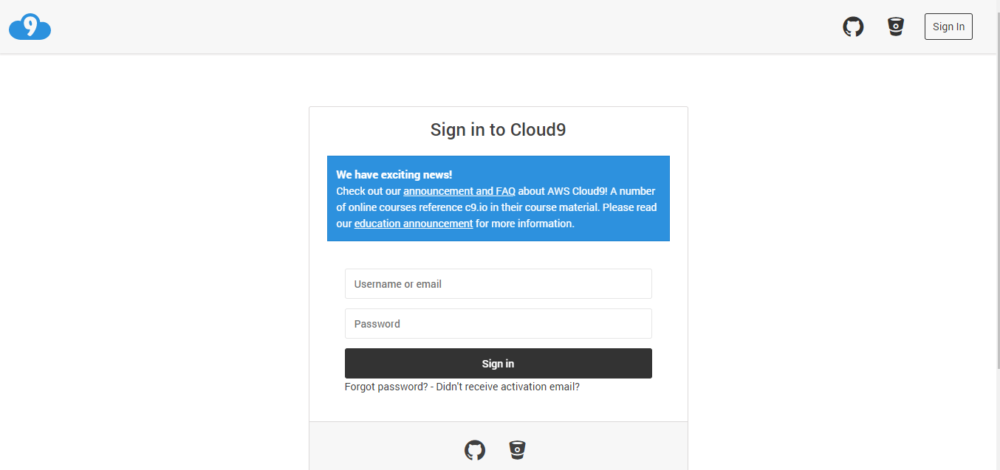 9
Sign In
Sign in to Cloud9
We have exciting news!
Check out our announcement and FAQ about AWS Cloud9! A number
of online courses reference c9.io in their course material. Please read
our education announcement for more information.
Username or email
Password
Sign in
Forgot password? - Didn't receive activation email?